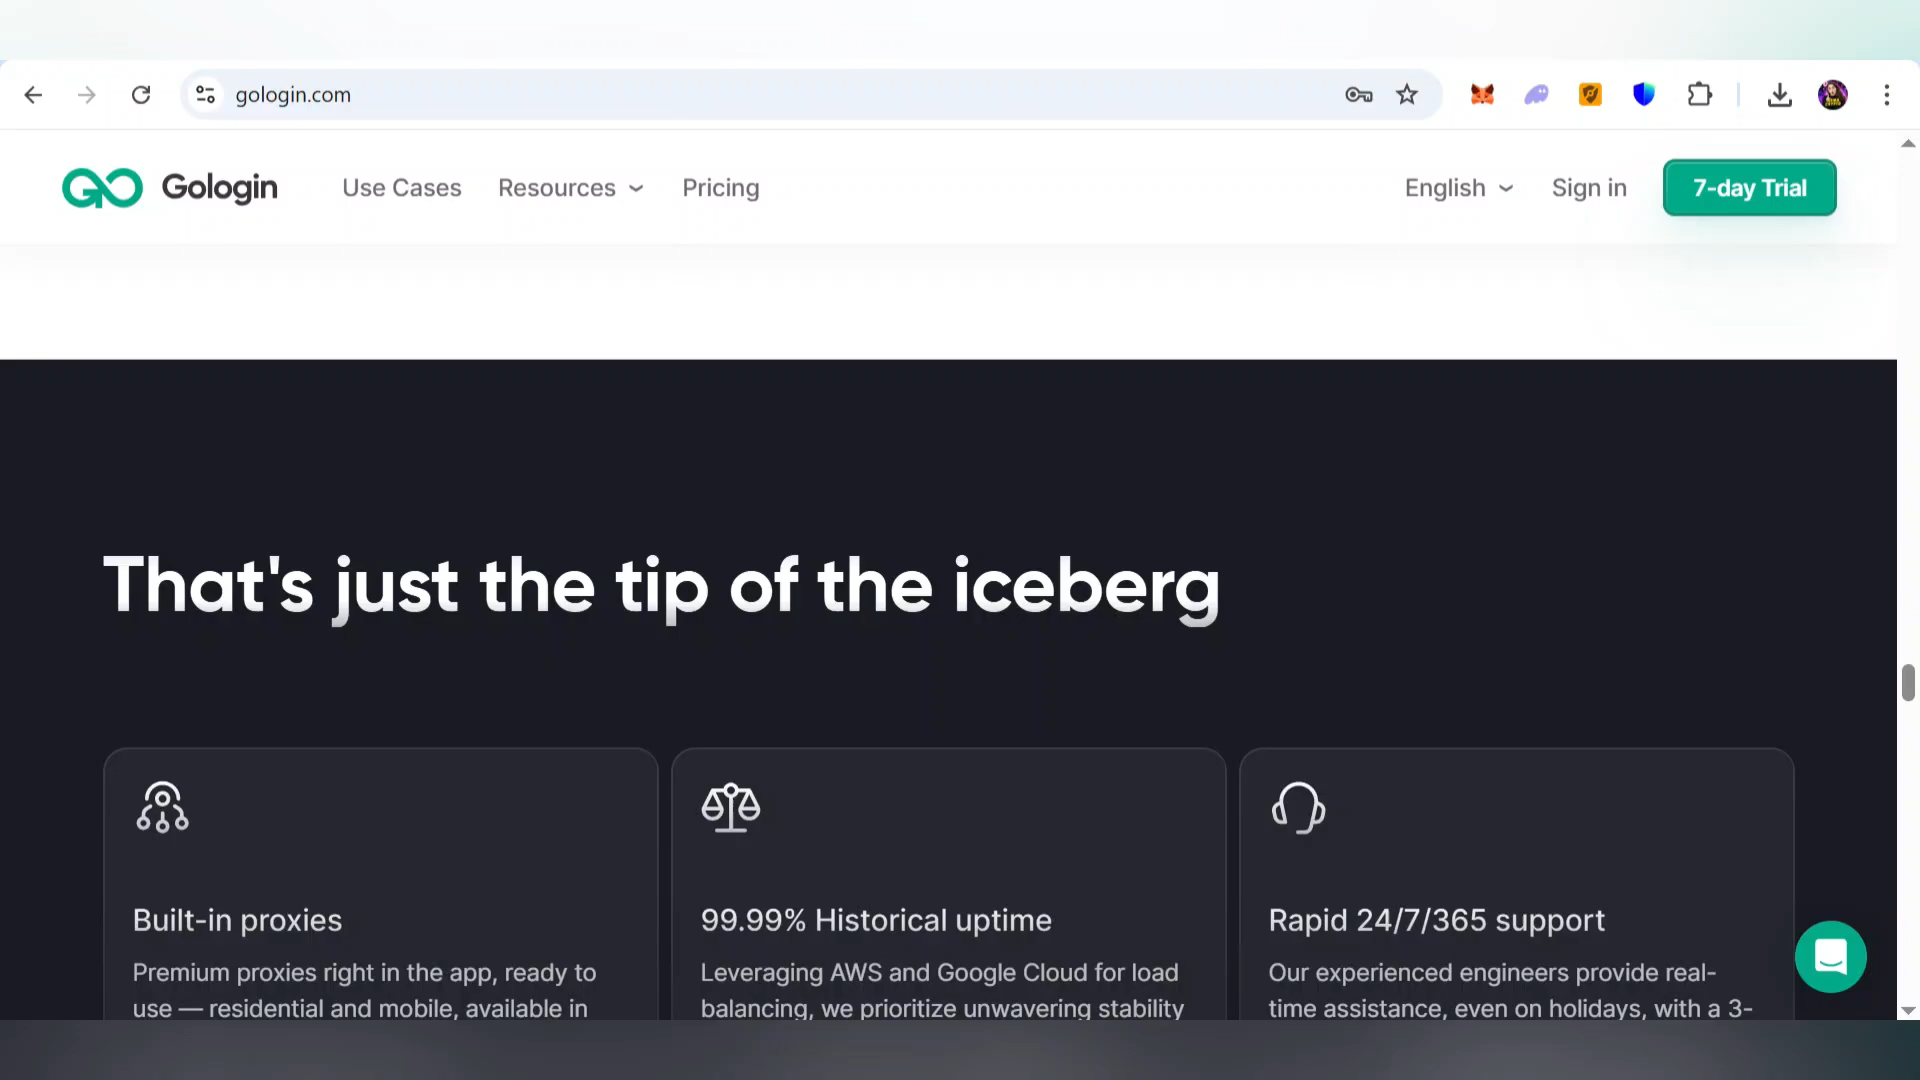 gologin.com
Gologin
Use Cases
Resources
Pricing
English
Sign in
7-day Trial
That's just the tip of the iceberg
Built-in proxies
Premium proxies right in the app, ready to
use — residential and mobile, available in
99.99% Historical uptime
Leveraging AWS and Google Cloud for load
balancing, we prioritize unwavering stability
Rapid 24/7/365 support
Our experienced engineers provide real-
time assistance, even on holidays, with a 3-